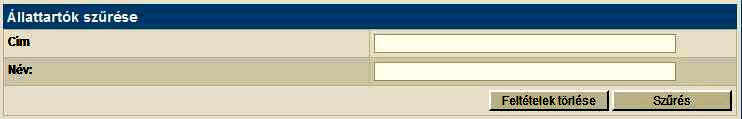 Állattartók szűrése
Cím
Név:
Feltételek törlése Szűrés